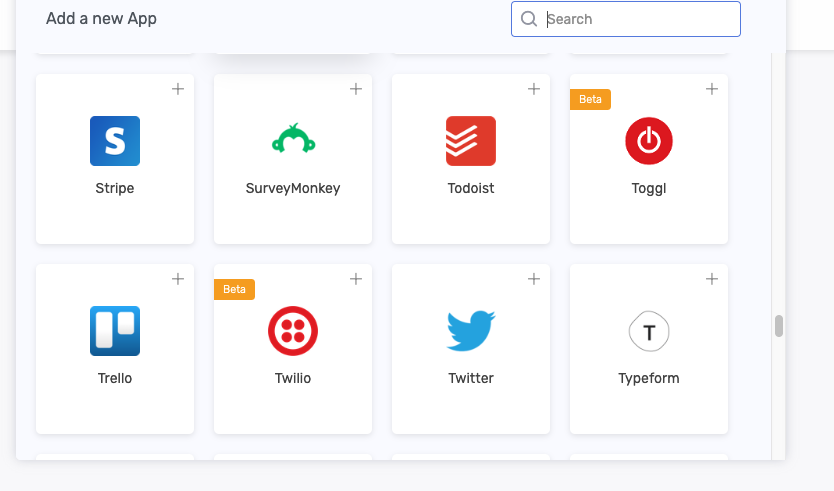 Add a new App
Search
Stripe
SurveyMonkey
Todoist
Beta
Toggl
Trello
Beta
Twilio
Twitter
T
Typeform